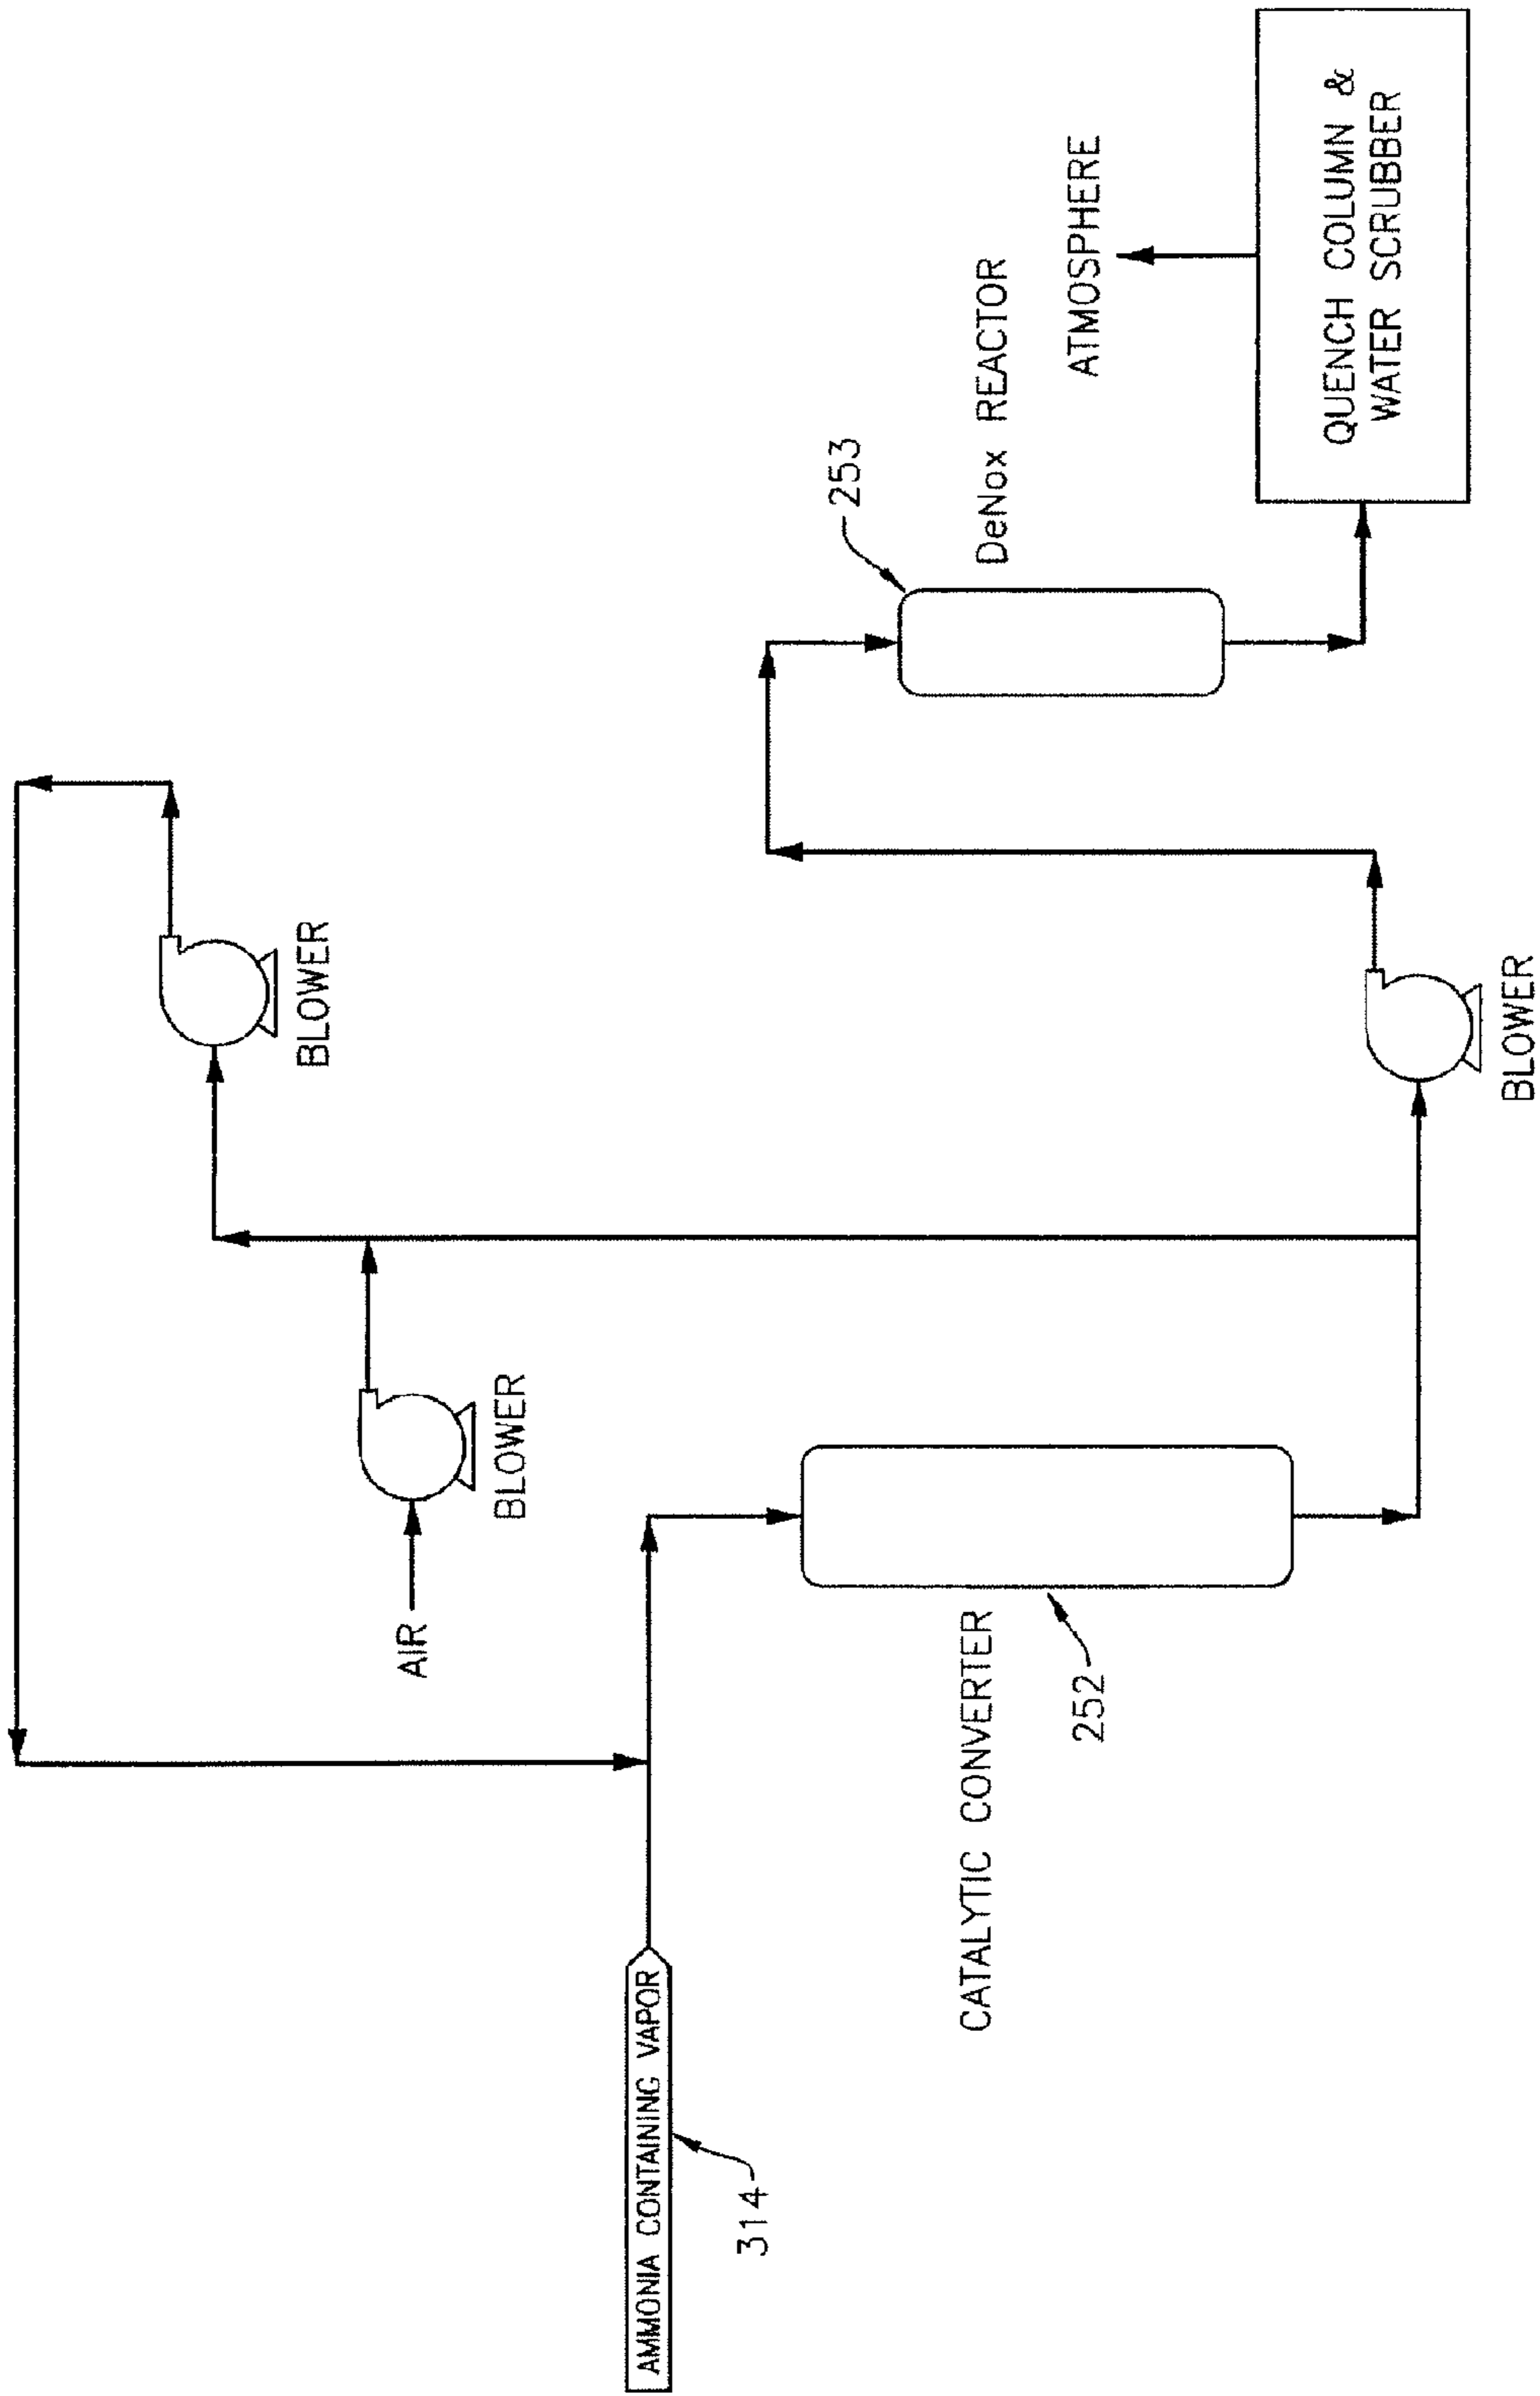 BLOWER
AIR
BLOWER
AMMONIA CONTAINING VAPOR
314
CATALYTIC CONVERTER
252
253
DeNox REACTOR
ATMOSPHERE
QUENCH COLUMN &
WATER SCRUBBER
BLOWER